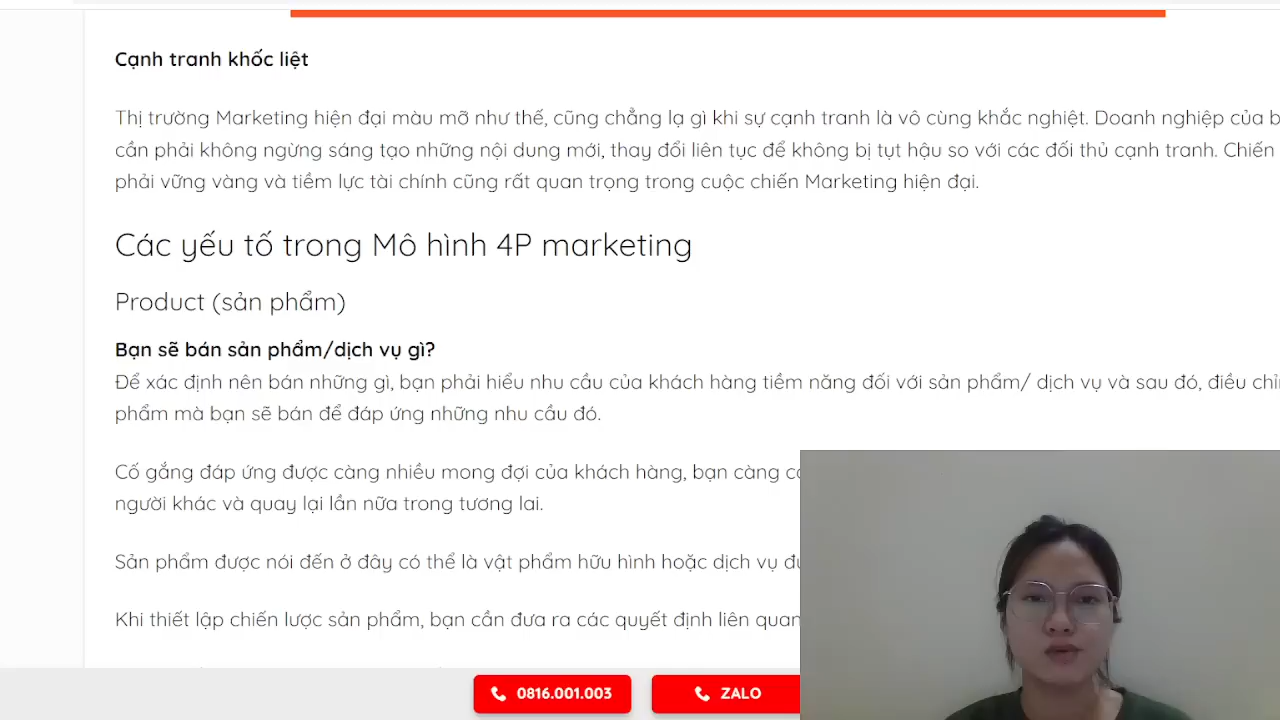 Cạnh tranh khốc liệt
Thị trường Marketing hiện đại màu mỡ như thế, cũng chẳng lạ gì khi sự cạnh tranh là vô cùng khắc nghiệt. Doanh nghiệp của
cần phải không ngừng sáng tạo những nội dung mới, thay đổi liên tục để không bị tụt hậu so với các đối thủ cạnh tranh. Chiến
phải vững vàng và tiềm lực tài chính cũng rất quan trọng trong cuộc chiến Marketing hiện đại.
Các yếu tố trong Mô hình 4P marketing
Product (sản phẩm)
Bạn sẽ bán sản phẩm/dịch vụ gì?
Để xác định nên bán những gì, bạn phải hiểu nhu cầu của khách hàng tiềm năng đối với sản phẩm/ dịch vụ và sau đó, điều
phẩm mà bạn sẽ bán để đáp ứng những nhu cầu đó.
Cố gắng đáp ứng được càng nhiều mong đợi của khách hàng, bạn càng
người khác và quay lại lần nữa trong tương lai.
Sản phẩm được nói đến ở đây có thể là vật phẩm hữu hình hoặc dịch vụ
Khi thiết lập chiến lược sản phẩm, bạn cần đưa ra các quyết định liên quan
0816.001.003
ZALO